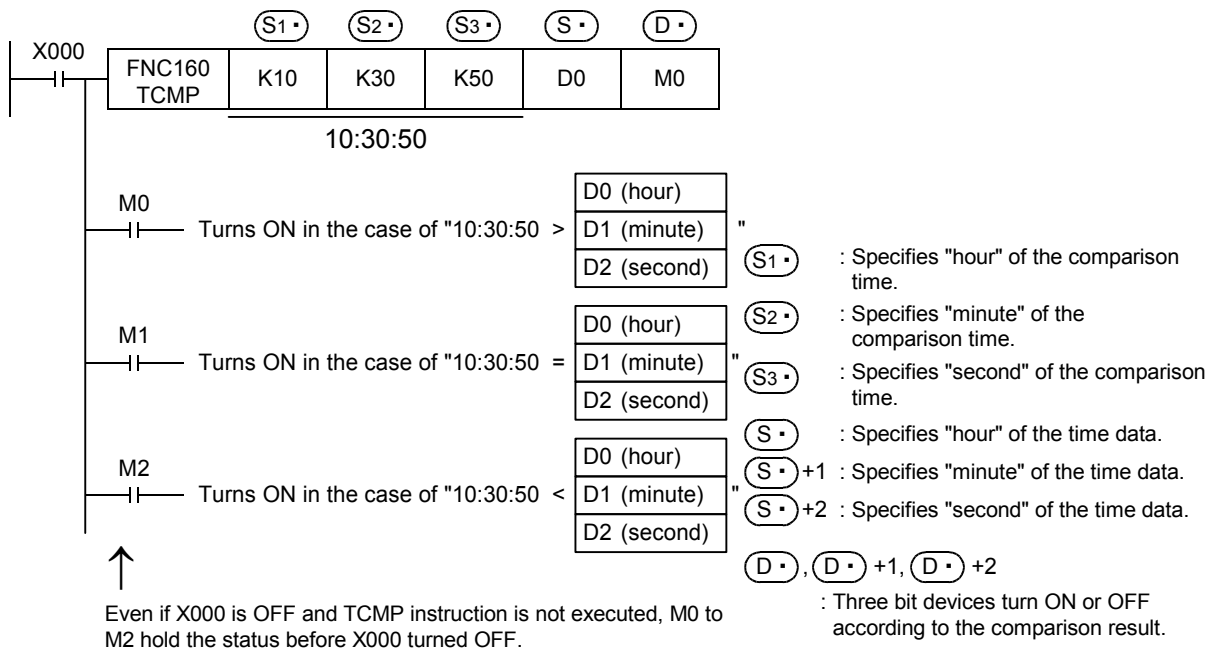 S1・ S2・ S3・ S・ D・
X000
FNC160
TCMP
K10 K30 K50 D0 M0
10:30:50
M0
Turns ON in the case of "10:30:50 >
D0 (hour)
D1 (minute) "
D2 (second)
M1
Turns ON in the case of "10:30:50 =
D0 (hour)
D1 (minute) "
D2 (second)
M2
Turns ON in the case of "10:30:50 <
D0 (hour)
D1 (minute) "
D2 (second)
Even if X000 is OFF and TCMP instruction is not executed, M0 to
M2 hold the status before X000 turned OFF.
S1・ : Specifies "hour" of the comparison
time.
S2・ : Specifies "minute" of the
comparison time.
S3・ : Specifies "second" of the comparison
time.
S・ : Specifies "hour" of the time data.
S・+1 : Specifies "minute" of the time data.
S・+2 : Specifies "second" of the time data.
D・, D・ +1, D・ +2
: Three bit devices turn ON or OFF
according to the comparison result.